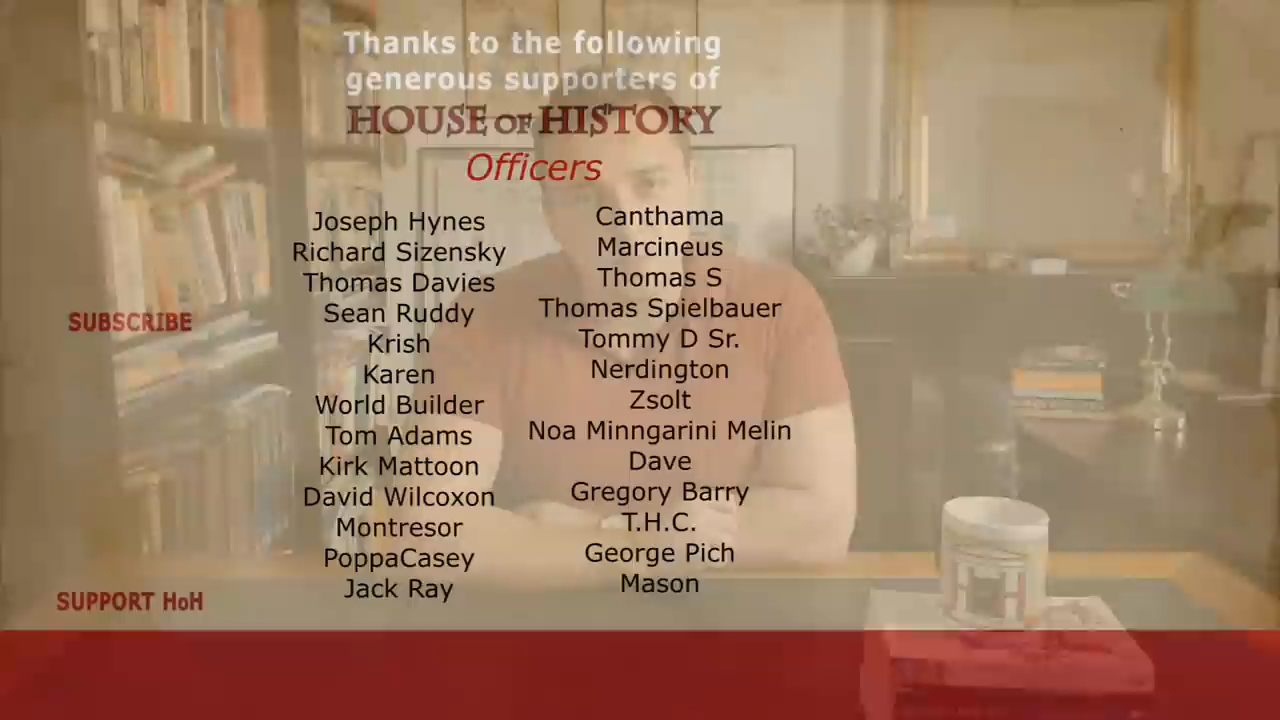 Thanks to the following
generous supporters of
HOUSE OF HISTORY
Officers
Joseph Hynes
Richard Sizensky
Thomas Davies
Sean Ruddy
Krish
Karen
World Builder
Tom Adams
Kirk Mattoon
David Wilcoxon
Montresor
PoppaCasey
Jack Ray
Canthama
Marcineus
Thomas S
Thomas Spielbauer
Tommy D Sr.
Nerdington
Zsolt
Noa Minngarini Melin
Dave
Gregory Barry
T.H.C.
George Pich
Mason
SUBSCRIBE
SUPPORT HoH
HH